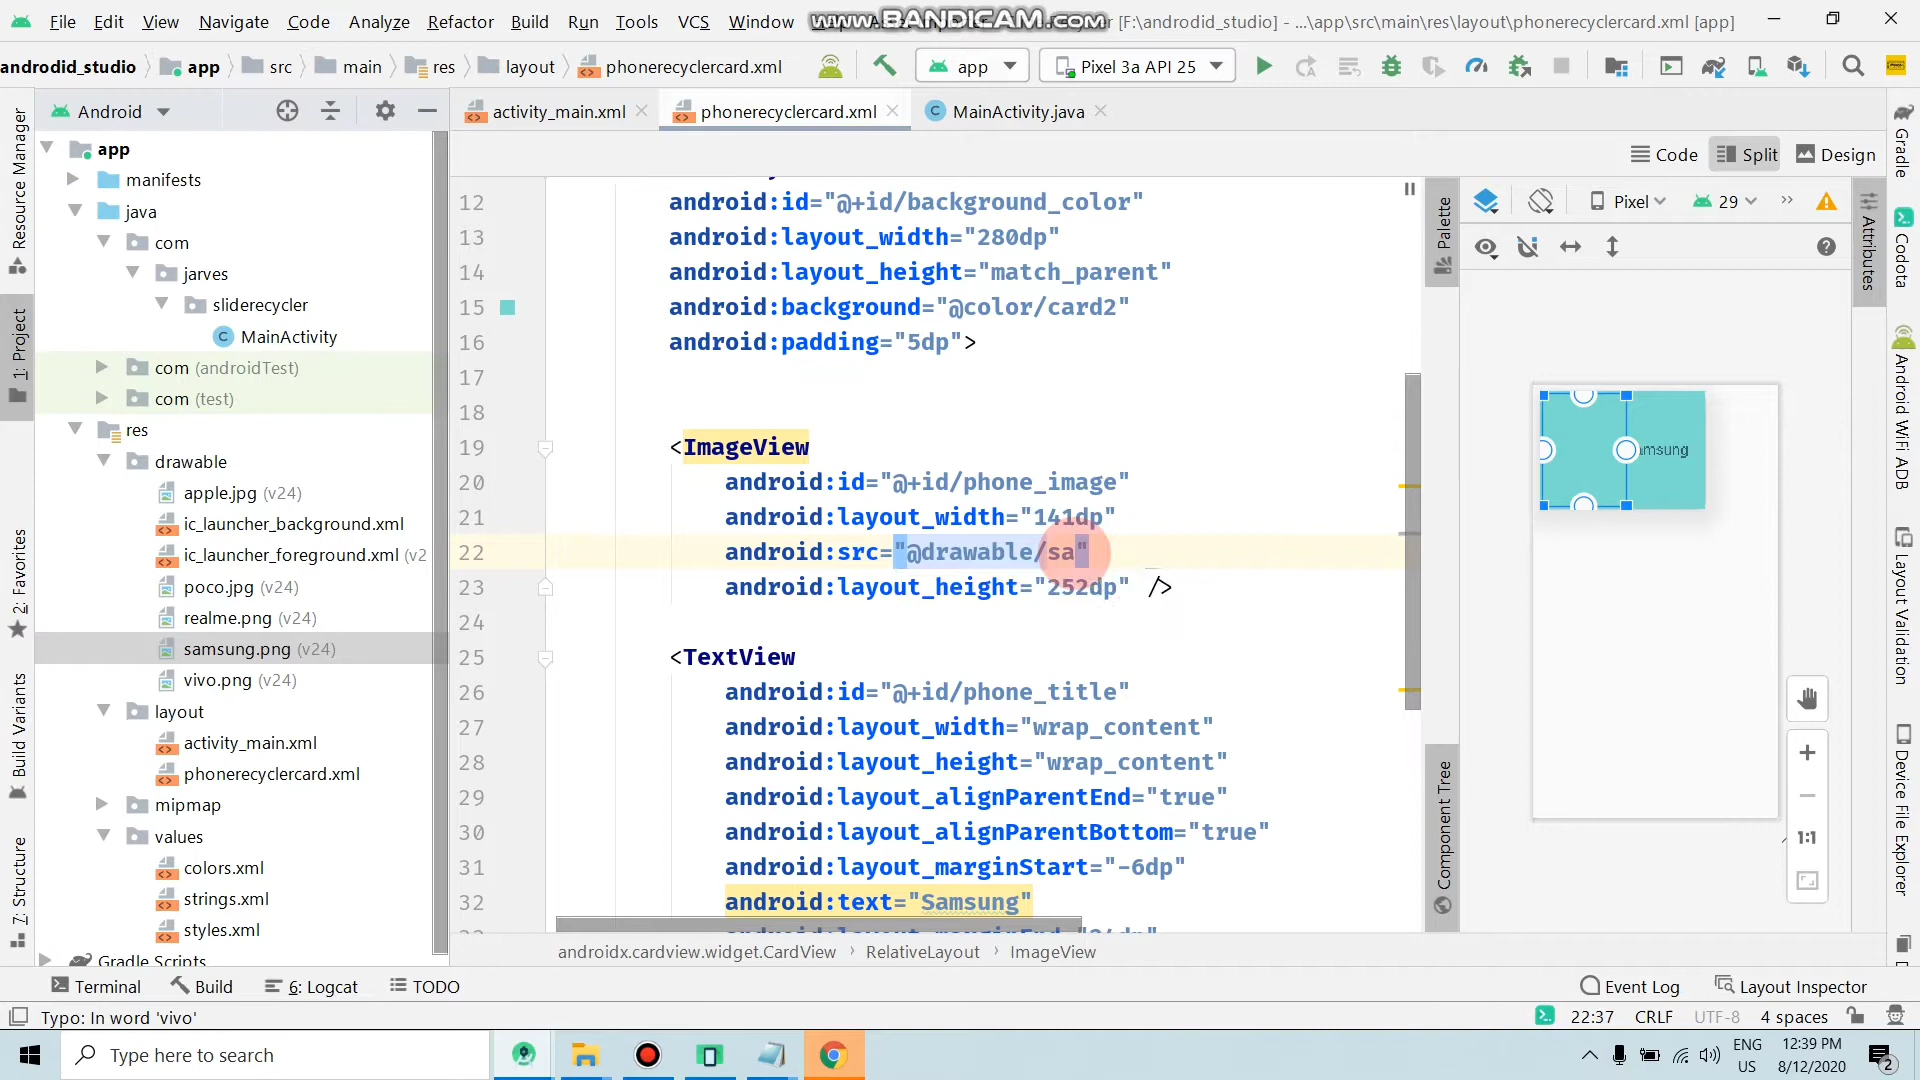 File Edit View Navigate Code Analyze Refactor Build Run Tools VCS Window
www.BANDICAM.com
[F:\androdid_studio] - ...\app\src\main\res\layout\phonerecyclercard.xml [app]
androdid_studio app src main res layout phonerecyclercard.xml
app
Pixel 3a API 25
Android
activity_main.xml
phonerecyclercard.xml
MainActivity.java
Code
Split
Design
app
manifests
java
com
jarves
sliderecycler
MainActivity
com (androidTest)
com (test)
res
drawable
apple.jpg (v24)
ic_launcher_background.xml
ic_launcher_foreground.xml (v2
poco.jpg (v24)
realme.png (v24)
samsung.png (v24)
vivo.png (v24)
layout
activity_main.xml
phonerecyclercard.xml
mipmap
values
colors.xml
strings.xml
styles.xml
Gradle Scripts
12 android:id="@+id/background_color"
13 android:layout_width="280dp"
14 android:layout_height="match_parent"
15 android:background="@color/card2"
16 android:padding="5dp">
17
18
19 <ImageView
20 android:id="@+id/phone_image"
21 android:layout_width="141dp"
22 android:src="@drawable/sa"
23 android:layout_height="252dp" />
24
25 <TextView
26 android:id="@+id/phone_title"
27 android:layout_width="wrap_content"
28 android:layout_height="wrap_content"
29 android:layout_alignParentEnd="true"
30 android:layout_alignParentBottom="true"
31 android:layout_marginStart="-6dp"
32 android:text="Samsung"
androidx.cardview.widget.CardView › RelativeLayout › ImageView
Resource Manager
1: Project
2: Favorites
Build Variants
7: Structure
Palette
Component Tree
Pixel
29
amsung
1:1
Attributes
Gradle
Codota
Android WiFi ADB
Layout Validation
Device File Explorer
Terminal
Build
6: Logcat
TODO
Event Log
Layout Inspector
Typo: In word 'vivo'
22:37 CRLF UTF-8 4 spaces
Type here to search
ENG
US
12:39 PM
8/12/2020
2